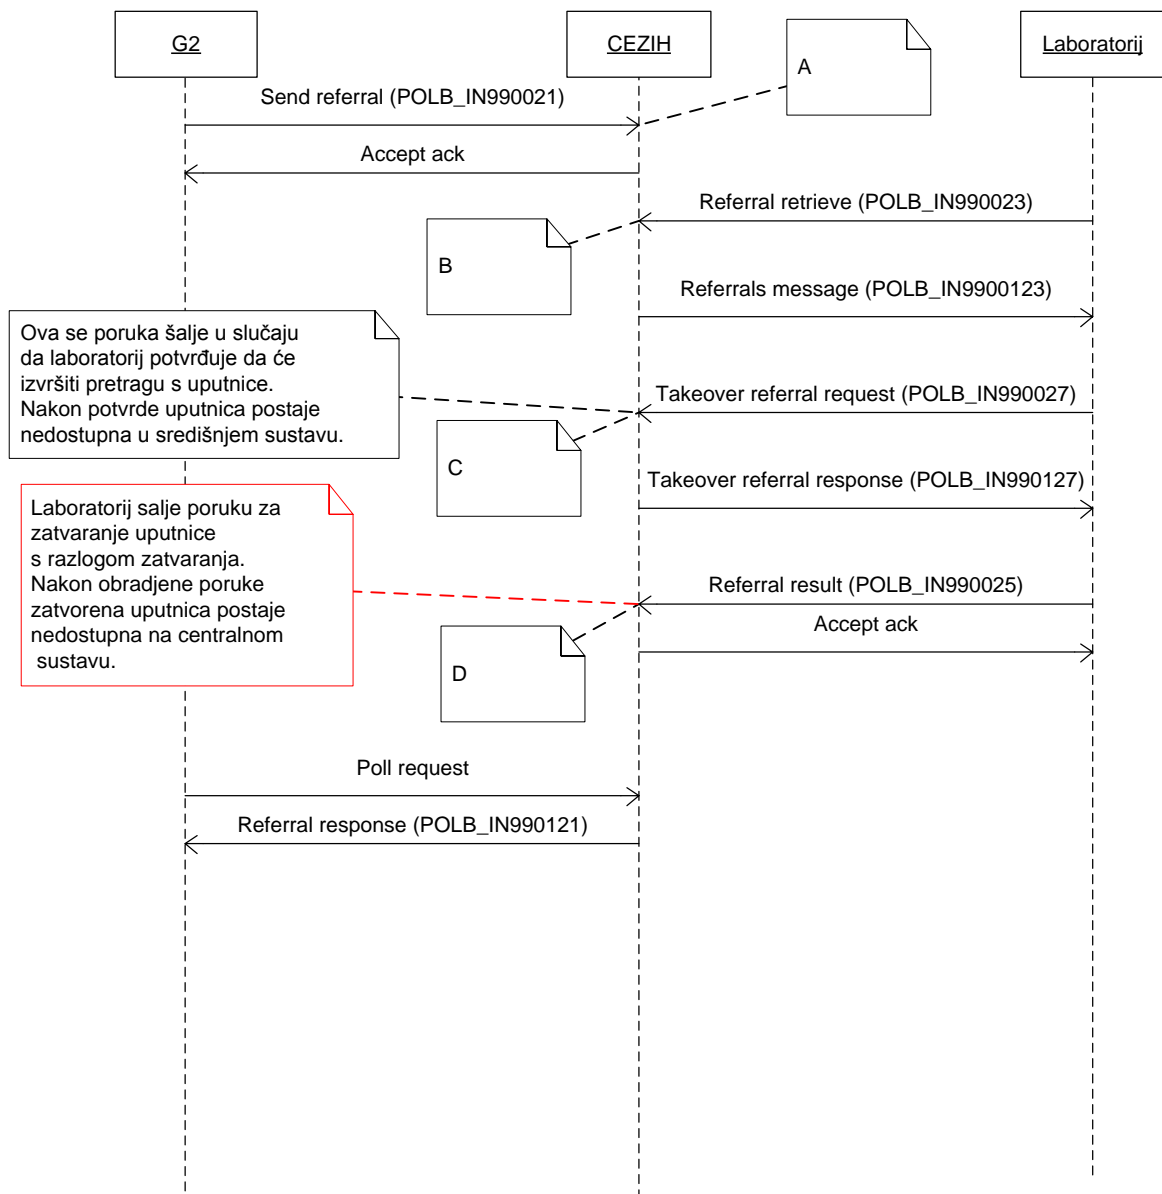 G2
CEZIH
Laboratorij
A
Send referral (POLB_IN990021)
Accept ack
Referral retrieve (POLB_IN990023)
B
Referrals message (POLB_IN9900123)
Ova se poruka šalje u slučaju
da laboratorij potvrđuje da će
izvršiti pretragu s uputnice.
Nakon potvrde uputnica postaje
nedostupna u središnjem sustavu.
Takeover referral request (POLB_IN990027)
C
Takeover referral response (POLB_IN990127)
Laboratorij salje poruku za
zatvaranje uputnice
s razlogom zatvaranja.
Nakon obradjene poruke
zatvorena uputnica postaje
nedostupna na centralnom
sustavu.
Referral result (POLB_IN990025)
Accept ack
D
Poll request
Referral response (POLB_IN990121)